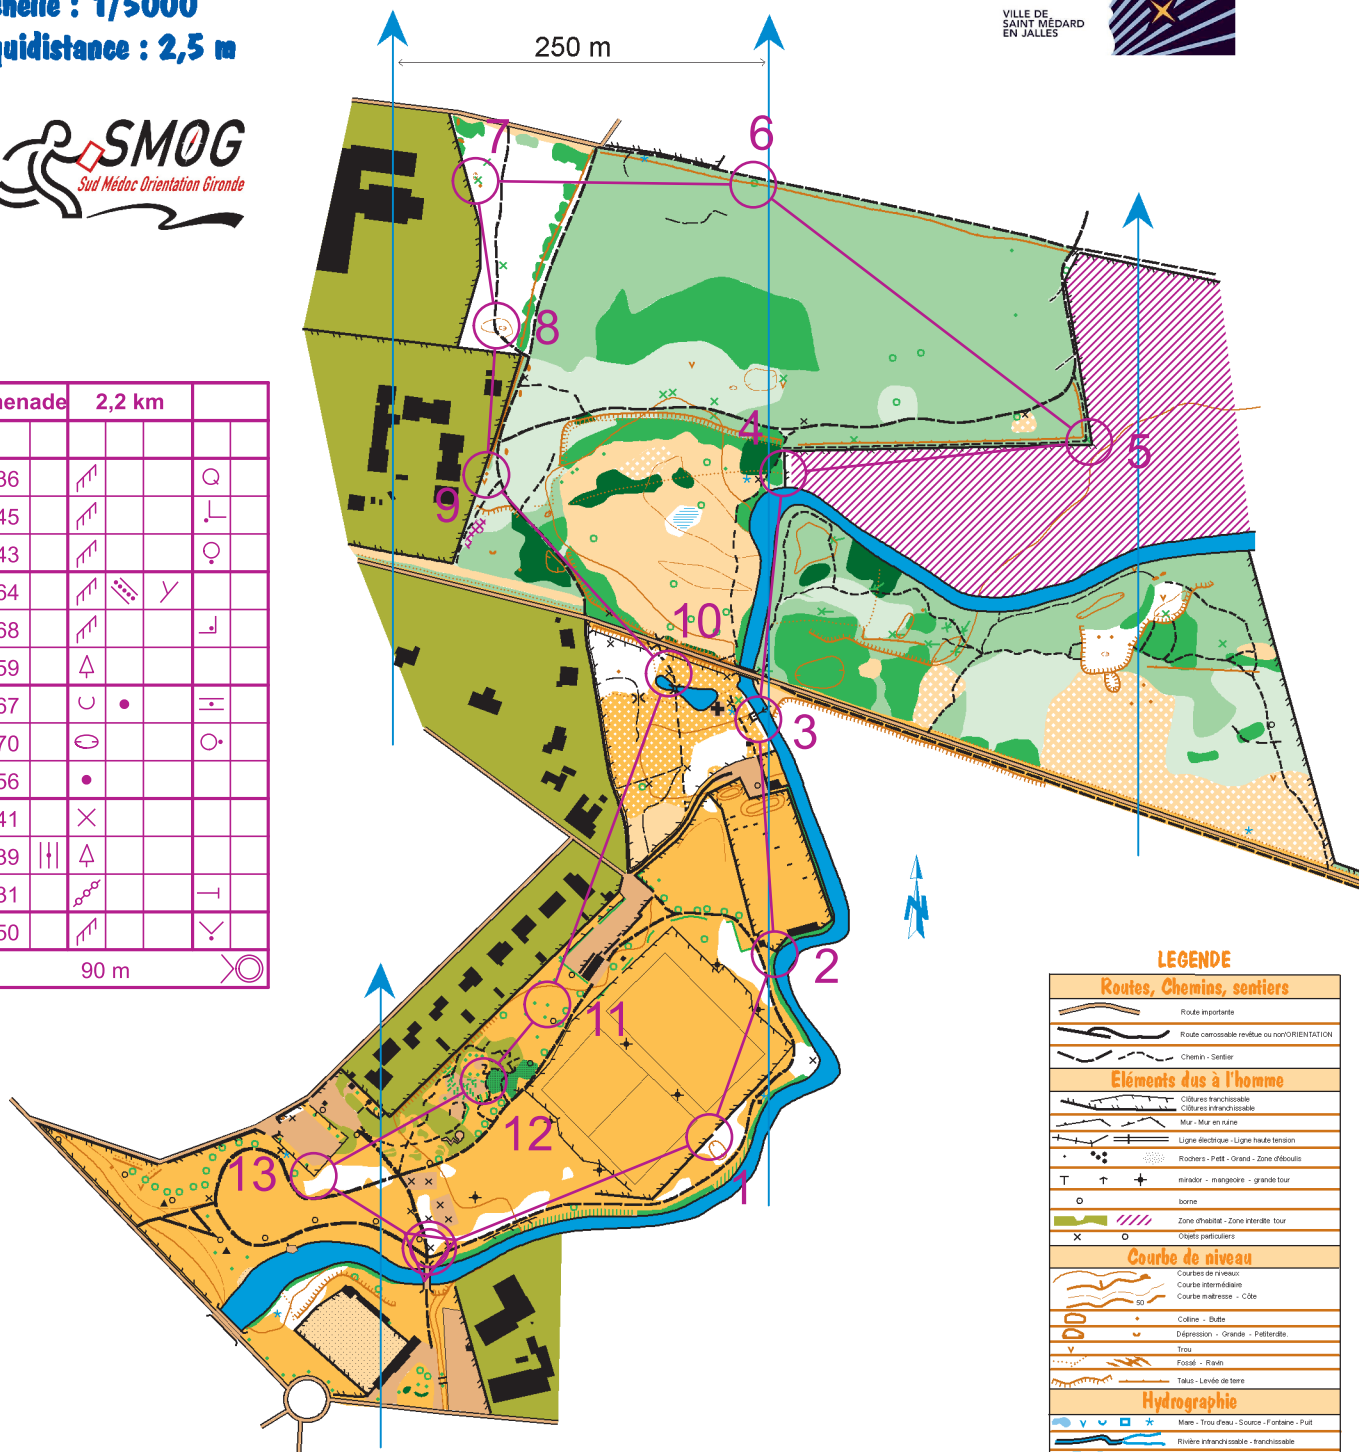 1/5000
quidistance : 2,5 m
250 m
VILLE DE
SAINT MÉDARD
EN JALLES
SMOG
Sud Médoc Orientation Gironde
7
6
8
4
5
9
10
3
2
11
12
13
1
menade 2,2 km
36
45
43
64
68
59
67
70
56
41
39
31
50
90 m
N
LEGENDE
Routes, Chemins, sentiers
Route importante
Route carrossable revêtue ou non'ORIENTATION
Chemin - Sentier
Eléments dus à l'homme
Clôtures franchissable
Clôtures infranchissable
Mur - Mur en ruine
Ligne électrique - Ligne haute tension
Rochers - Petit - Grand - Zone d'éboulis
mirador - mangeoire - grande tour
borne
Zone d'habitat - Zone interdite tour
Objets particuliers
Courbe de niveau
Courbes de niveaux
Courbe intermédiaire
Courbe maitresse - Côte
50
Colline - Butte
Dépression - Grande - Petiterdite.
Trou
Fossé - Ravin
Talus - Levée de terre
Hydrographie
Mare - Trou d'eau - Source - Fontaine - Puit
Rivière infranchissable - franchissable